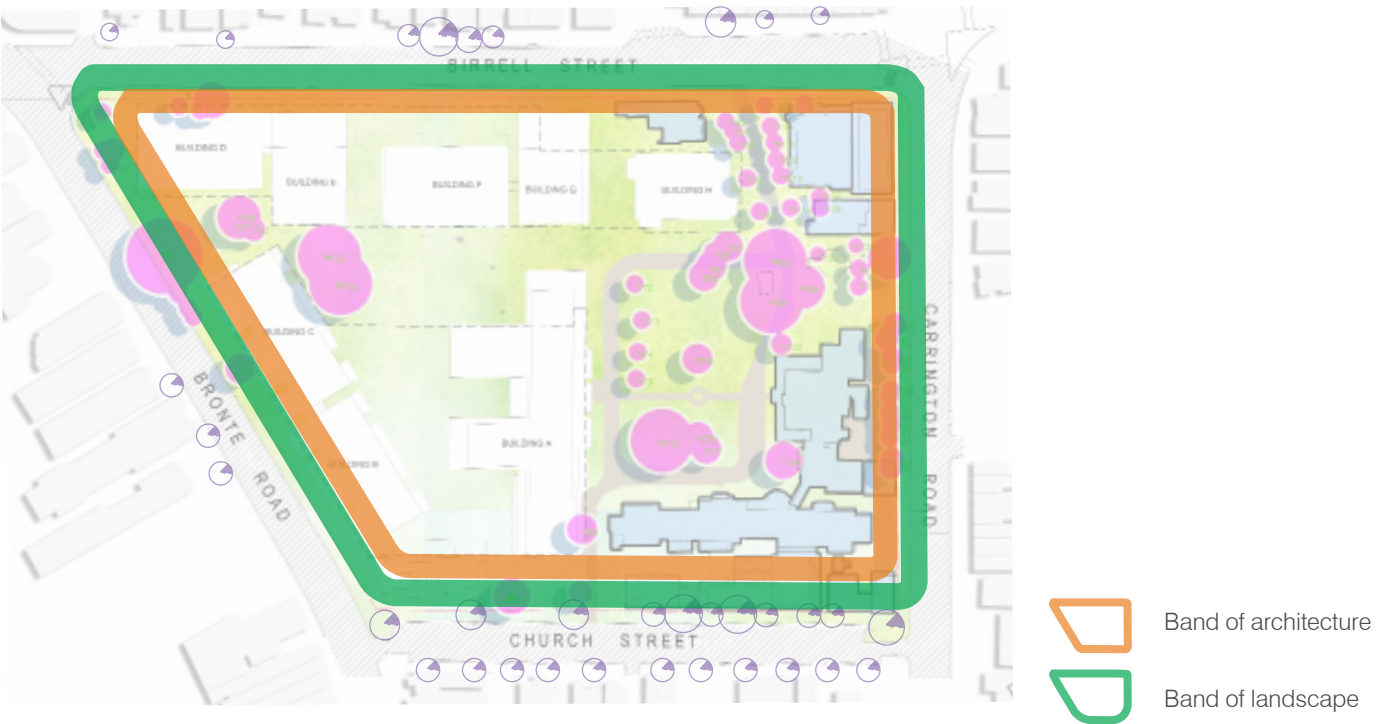 BIRRELL STREET
BUILDING D
BUILDING E
BUILDING F
BUILDING G
BUILDING H
BUILDING C
CARRINGTON ROAD
BRONTE ROAD
BUILDING A
BUILDING B
CHURCH STREET
Band of architecture
Band of landscape